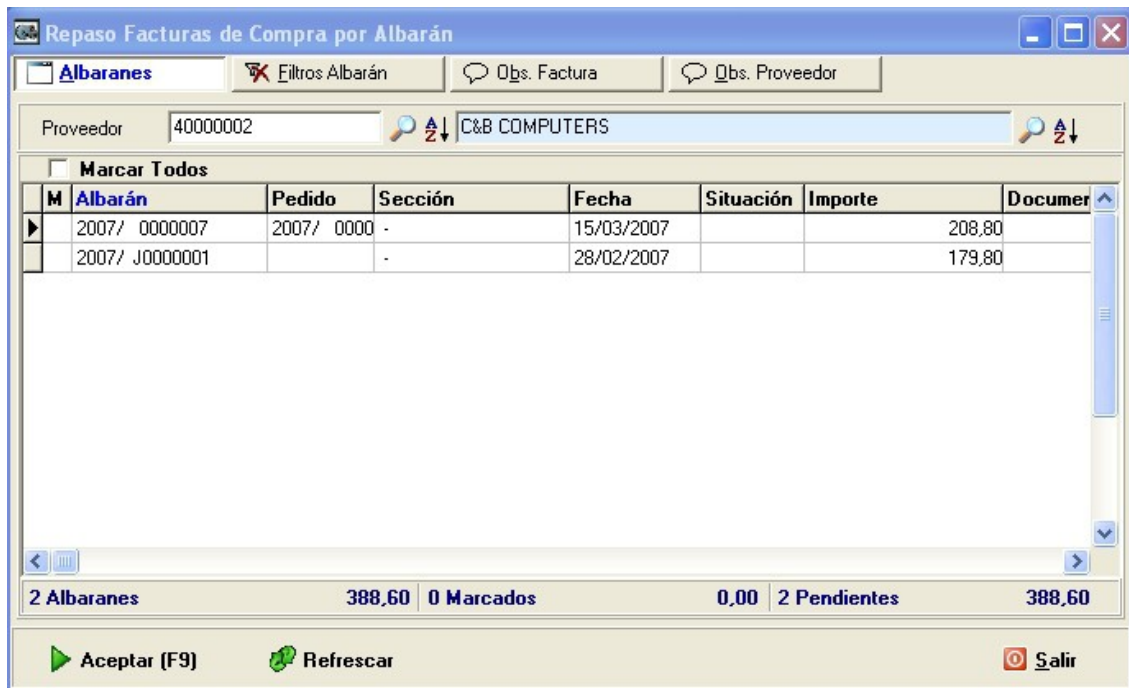 Repaso Facturas de Compra por Albarán
Albaranes Filtros Albarán Obs. Factura Obs. Proveedor
Proveedor 40000002 C&B COMPUTERS
Marcar Todos
M Albarán Pedido Sección Fecha Situación Importe Documer
2007/ 0000007 2007/ 0000 - 15/03/2007 208,80
2007/ J0000001 - 28/02/2007 179,80
2 Albaranes 388,60 0 Marcados 0,00 2 Pendientes 388,60
Aceptar (F9) Refrescar Salir